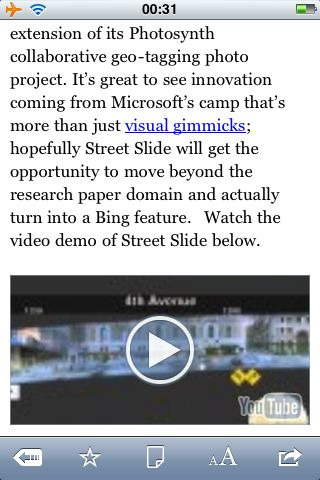 00:31
extension of its Photosynth
collaborative geo-tagging photo
project. It’s great to see innovation
coming from Microsoft’s camp that’s
more than just visual gimmicks;
hopefully Street Slide will get the
opportunity to move beyond the
research paper domain and actually
turn into a Bing feature. Watch the
video demo of Street Slide below.
4th Avenue
YouTube
AA